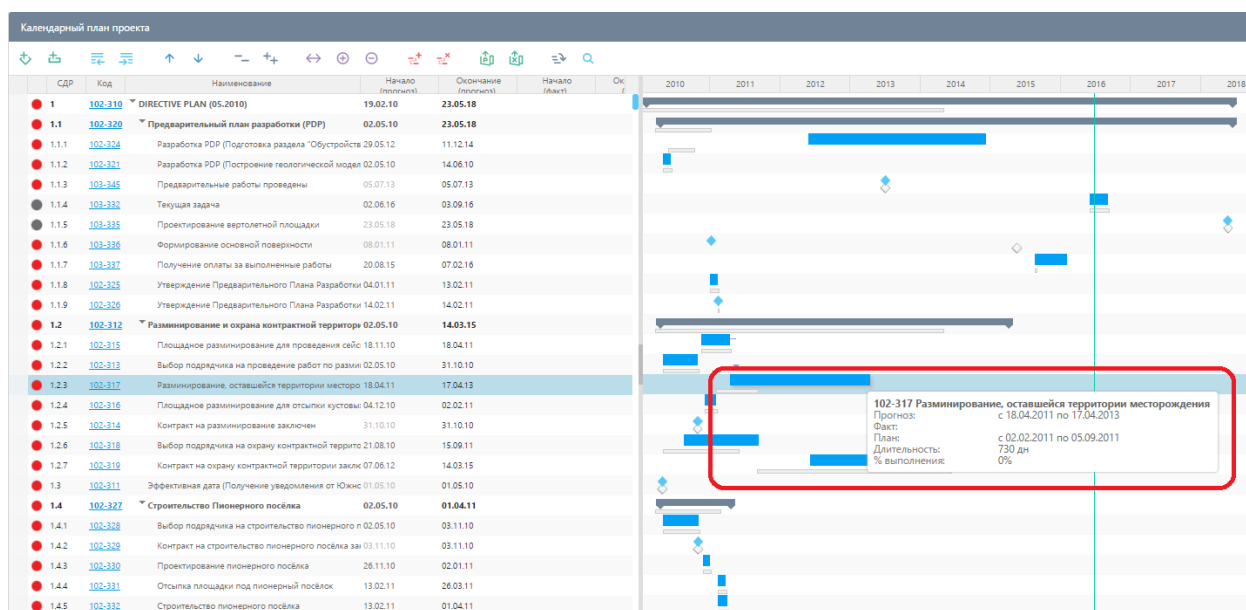 Календарный план проекта
СДР Код Наименование Начало (прогноз) Окончание (прогноз) Начало (факт) Ок 2010 2011 2012 2013 2014 2015 2016 2017 2018
1 102-310 DIRECTIVE PLAN (05.2010) 19.02.10 23.05.18
1.1 102-320 Предварительный план разработки (PDP) 02.05.10 23.05.18
1.1.1 102-324 Разработка PDP (Подготовка раздела "Обустройств 29.05.12 11.12.14
1.1.2 102-321 Разработка PDP (Построение геологической модел 02.05.10 14.06.10
1.1.3 103-345 Предварительные работы проведены 05.07.13 05.07.13
1.1.4 103-332 Текущая задача 02.06.16 03.09.16
1.1.5 103-335 Проектирование вертолетной площадки 23.05.18 23.05.18
1.1.6 103-336 Формирование основной поверхности 08.01.11 08.01.11
1.1.7 103-337 Получение оплаты за выполненные работы 20.08.15 07.02.16
1.1.8 102-325 Утверждение Предварительного Плана Разработки 04.01.11 13.02.11
1.1.9 102-326 Утверждение Предварительного Плана Разработки 14.02.11 14.02.11
1.2 102-312 Разминирование и охрана контрактной территори 02.05.10 14.03.15
1.2.1 102-315 Площадное разминирование для проведения сейс 18.11.10 18.04.11
1.2.2 102-313 Выбор подрядчика на проведение работ по разми 02.05.10 31.10.10
1.2.3 102-317 Разминирование, оставшейся территории месторо 18.04.11 17.04.13
1.2.4 102-316 Площадное разминирование для отсыпки кустовы 04.12.10 02.02.11
1.2.5 102-314 Контракт на разминирование заключен 31.10.10 31.10.10
1.2.6 102-318 Выбор подрядчика на охрану контрактной террито 21.08.10 15.09.11
1.2.7 102-319 Контракт на охрану контрактной территории заклю 07.06.12 14.03.15
1.3 102-311 Эффективная дата (Получение уведомления от Южно 01.05.10 01.05.10
1.4 102-327 Строительство Пионерного посёлка 02.05.10 01.04.11
1.4.1 102-328 Выбор подрядчика на строительство пионерного п 02.05.10 03.11.10
1.4.2 102-329 Контракт на строительство пионерного посёлка за 03.11.10 03.11.10
1.4.3 102-330 Проектирование пионерного посёлка 26.11.10 02.01.11
1.4.4 102-331 Отсыпка площадки под пионерный посёлок 13.02.11 26.03.11
1.4.5 102-332 Строительство пионерного посёлка 13.02.11 01.04.11
102-317 Разминирование, оставшейся территории месторождения
Прогноз: с 18.04.2011 по 17.04.2013
Факт:
План: с 02.02.2011 по 05.09.2011
Длительность: 730 дн
% выполнения: 0%